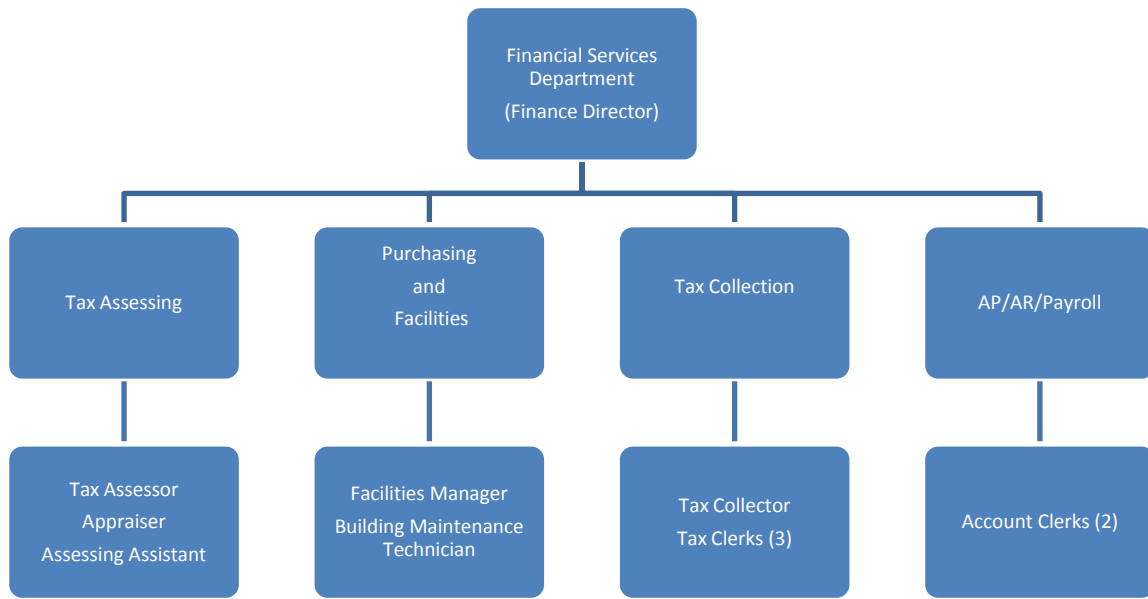 Financial Services
Department
(Finance Director)
Tax Assessing
Purchasing
and
Facilities
Tax Collection
AP/AR/Payroll
Tax Assessor
Appraiser
Assessing Assistant
Facilities Manager
Building Maintenance
Technician
Tax Collector
Tax Clerks (3)
Account Clerks (2)